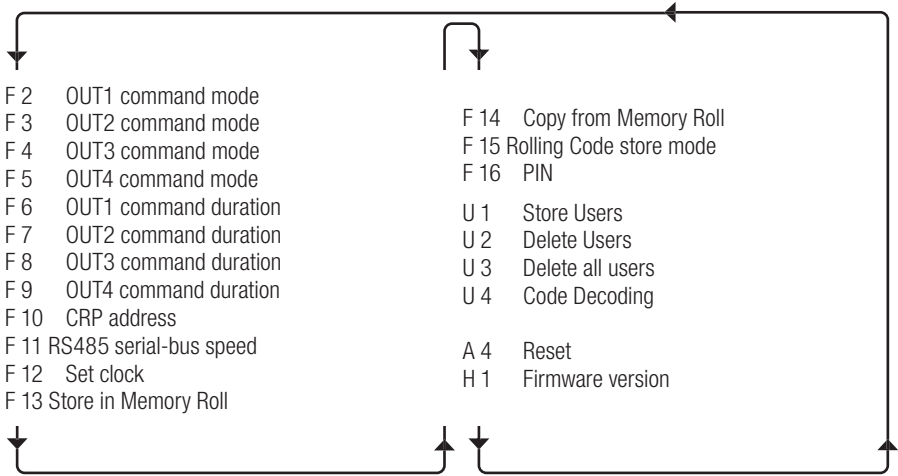 F 2 OUT1 command mode
F 3 OUT2 command mode
F 4 OUT3 command mode
F 5 OUT4 command mode
F 6 OUT1 command duration
F 7 OUT2 command duration
F 8 OUT3 command duration
F 9 OUT4 command duration
F 10 CRP address
F 11 RS485 serial-bus speed
F 12 Set clock
F 13 Store in Memory Roll
F 14 Copy from Memory Roll
F 15 Rolling Code store mode
F 16 PIN
U 1 Store Users
U 2 Delete Users
U 3 Delete all users
U 4 Code Decoding
A 4 Reset
H 1 Firmware version